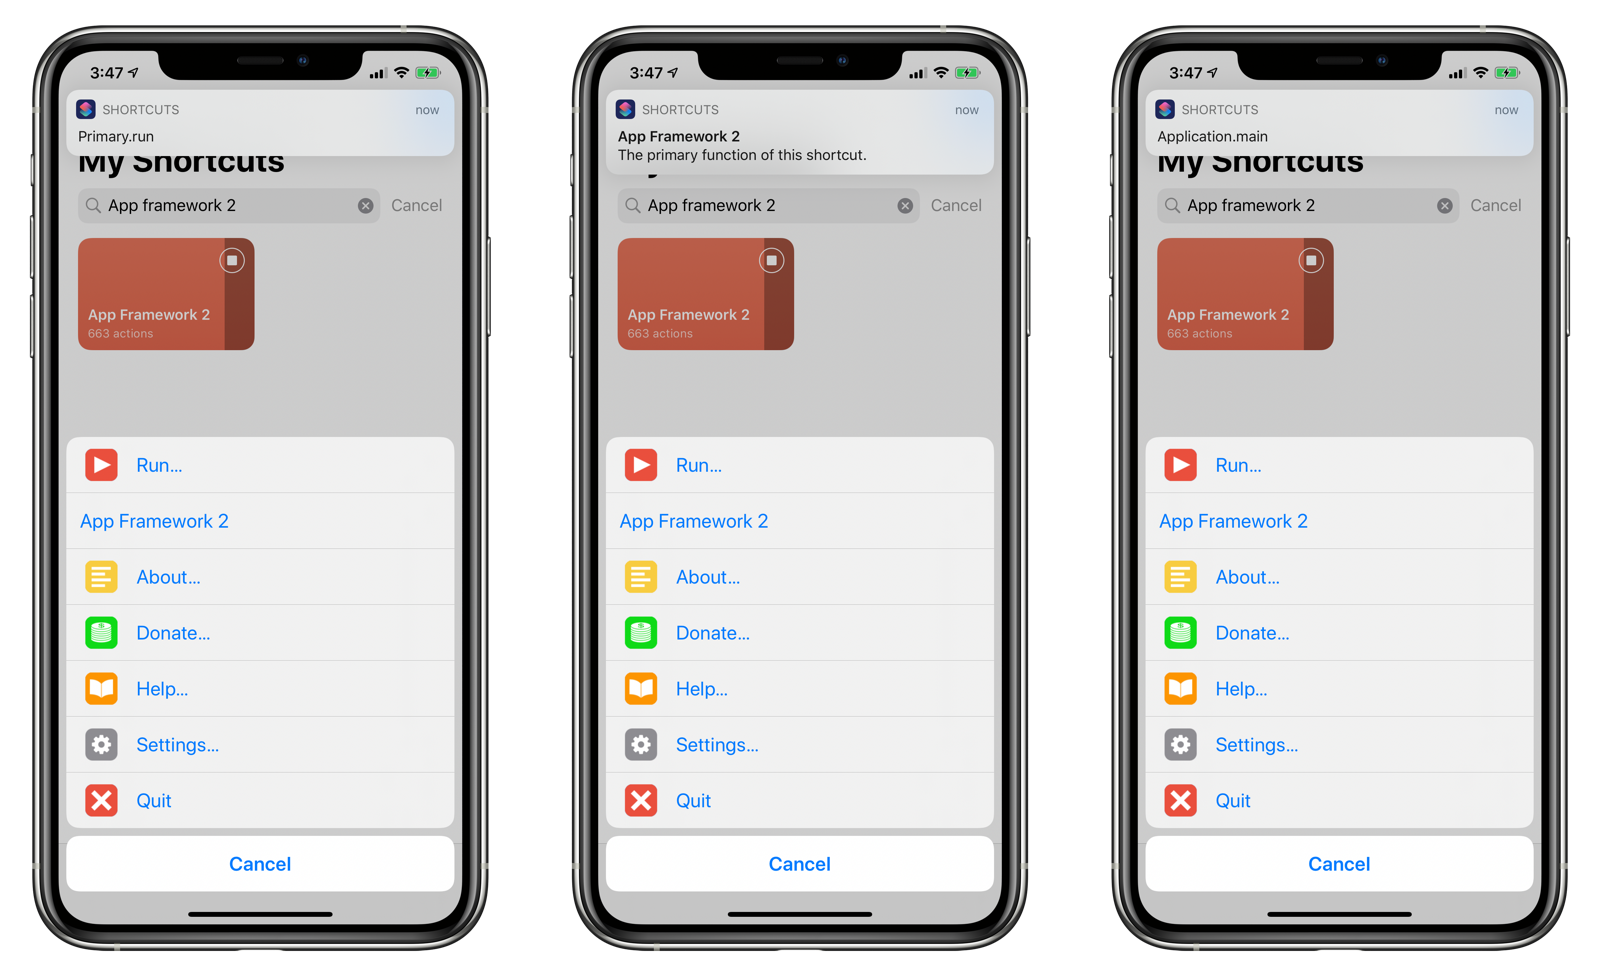 3:47
SHORTCUTS
now
Primary.run
My Shortcuts
App framework 2
Cancel
App Framework 2
663 actions
Run...
App Framework 2
About...
Donate...
Help...
Settings...
Quit
Cancel
3:47
SHORTCUTS
now
App Framework 2
The primary function of this shortcut.
App framework 2
Cancel
App Framework 2
663 actions
Run...
App Framework 2
About...
Donate...
Help...
Settings...
Quit
Cancel
3:47
SHORTCUTS
now
Application.main
My Shortcuts
App framework 2
Cancel
App Framework 2
663 actions
Run...
App Framework 2
About...
Donate...
Help...
Settings...
Quit
Cancel